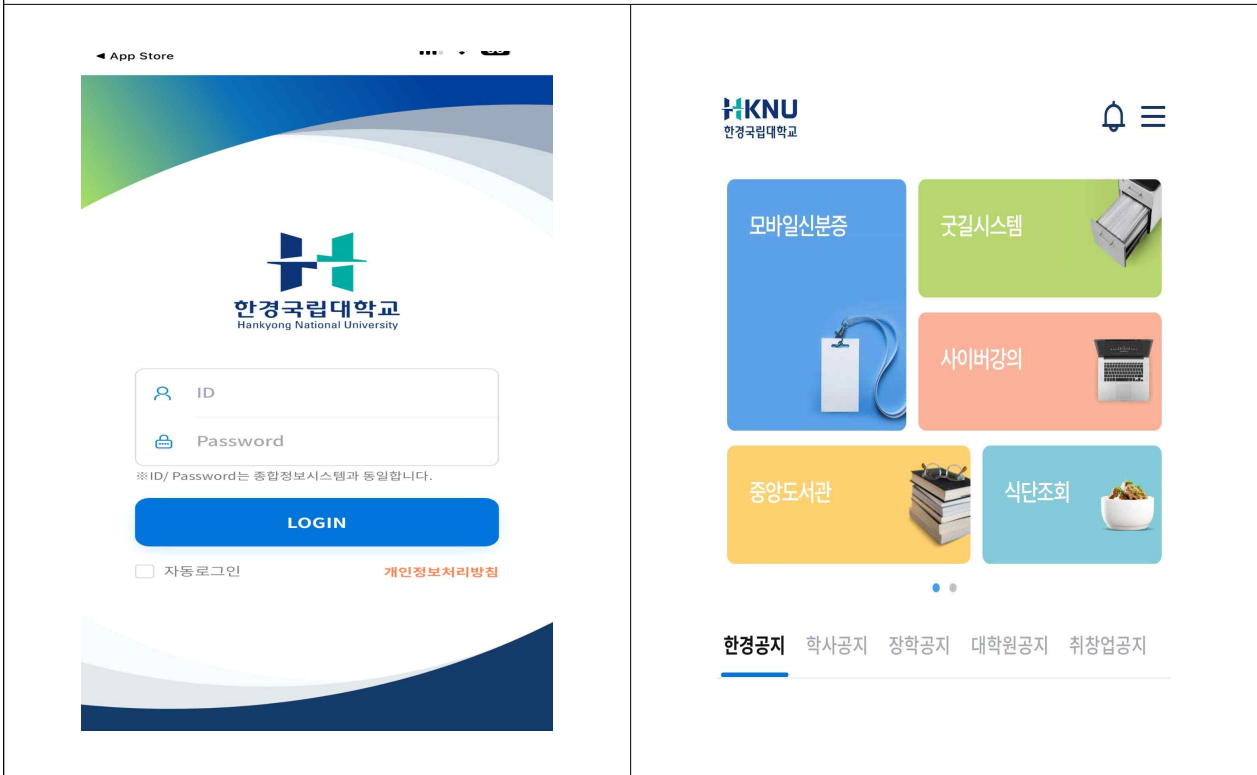 ◄ App Store
한경국립대학교
Hankyong National University
ID
Password
※ID/ Password는 종합정보시스템과 동일합니다.
LOGIN
자동로그인
개인정보처리방침
HKNU
한경국립대학교
모바일신분증
굿길시스템
사이버강의
중앙도서관
식단조회
한경공지 학사공지 장학공지 대학원공지 취창업공지